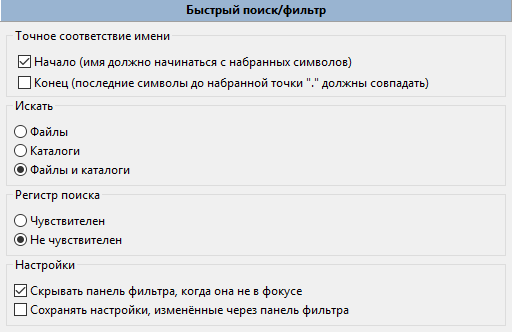 Быстрый поиск/фильтр
Точное соответствие имени
Начало (имя должно начинаться с набранных символов)
Конец (последние символы до набранной точки "." должны совпадать)
Искать
Файлы
Каталоги
Файлы и каталоги
Регистр поиска
Чувствителен
Не чувствителен
Настройки
Скрывать панель фильтра, когда она не в фокусе
Сохранять настройки, изменённые через панель фильтра